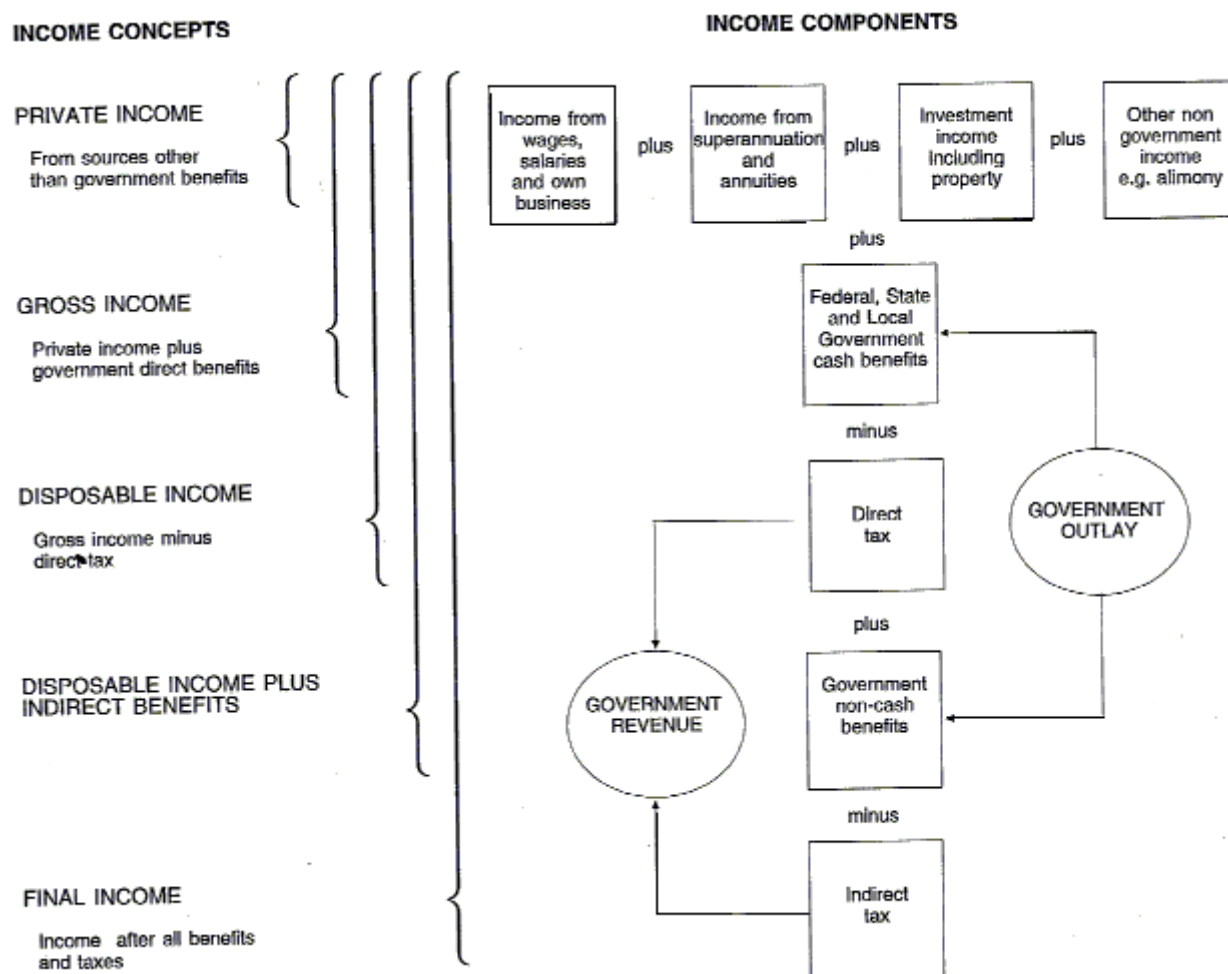 INCOME CONCEPTS
INCOME COMPONENTS
PRIVATE INCOME
From sources other
than government benefits
Income from
wages,
salaries
and own
business
plus
Income from
superannuation
and
annuities
plus
Investment
income
including
property
plus
Other non
government
income
e.g. alimony
plus
GROSS INCOME
Private income plus
government direct benefits
Federal, State
and Local
Government
cash benefits
minus
DISPOSABLE INCOME
Gross income minus
direct tax
Direct
tax
GOVERNMENT
OUTLAY
plus
DISPOSABLE INCOME PLUS
INDIRECT BENEFITS
GOVERNMENT
REVENUE
Government
non-cash
benefits
minus
FINAL INCOME
Income after all benefits
and taxes
Indirect
tax